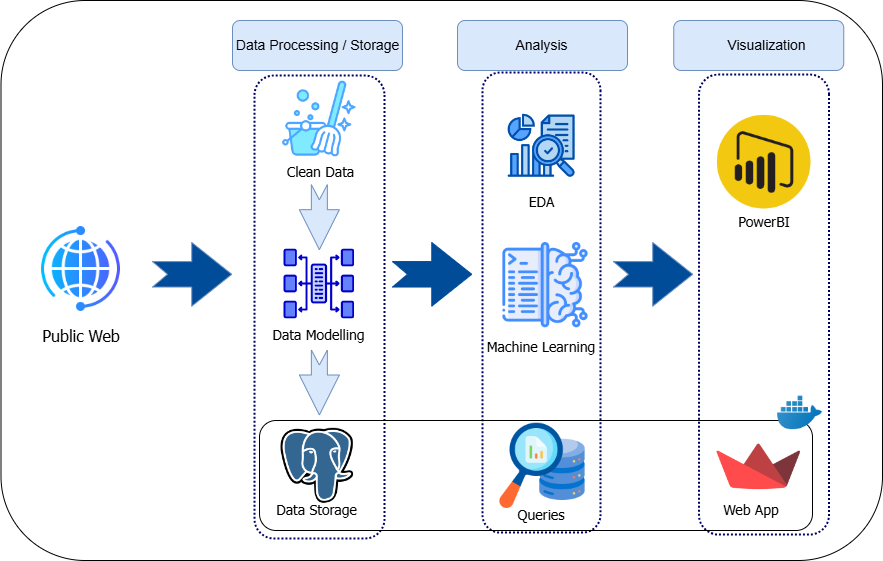 Data Processing / Storage
Analysis
Visualization
Clean Data
EDA
PowerBI
Public Web
Data Modelling
Machine Learning
Data Storage
Queries
Web App